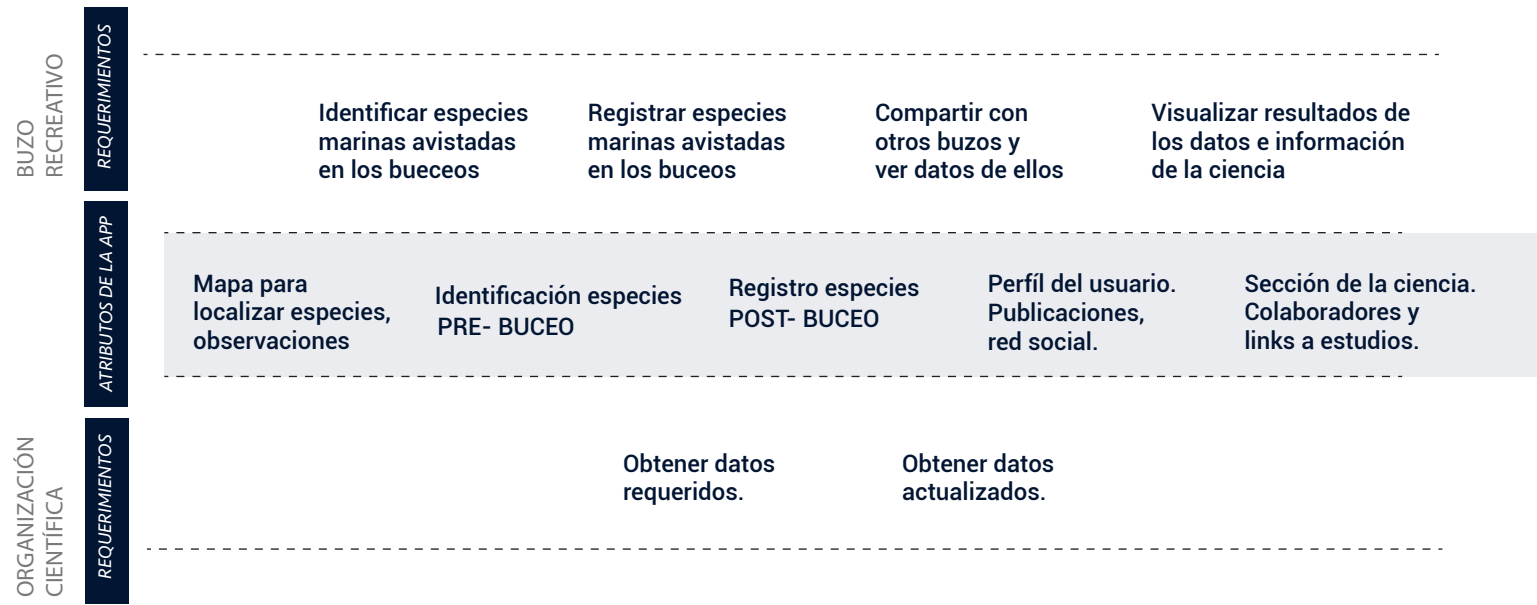 BUZO
RECREATIVO
REQUERIMIENTOS
Identificar especies
marinas avistadas
en los bueceos
Registrar especies
marinas avistadas
en los buceos
Compartir con
otros buzos y
ver datos de ellos
Visualizar resultados de
los datos e información
de la ciencia
ATRIBUTOS DE LA APP
Mapa para
localizar especies,
observaciones
Identificación especies
PRE- BUCEO
Registro especies
POST- BUCEO
Perfíl del usuario.
Publicaciones,
red social.
Sección de la ciencia.
Colaboradores y
links a estudios.
ORGANIZACIÓN
CIENTÍFICA
REQUERIMIENTOS
Obtener datos
requeridos.
Obtener datos
actualizados.